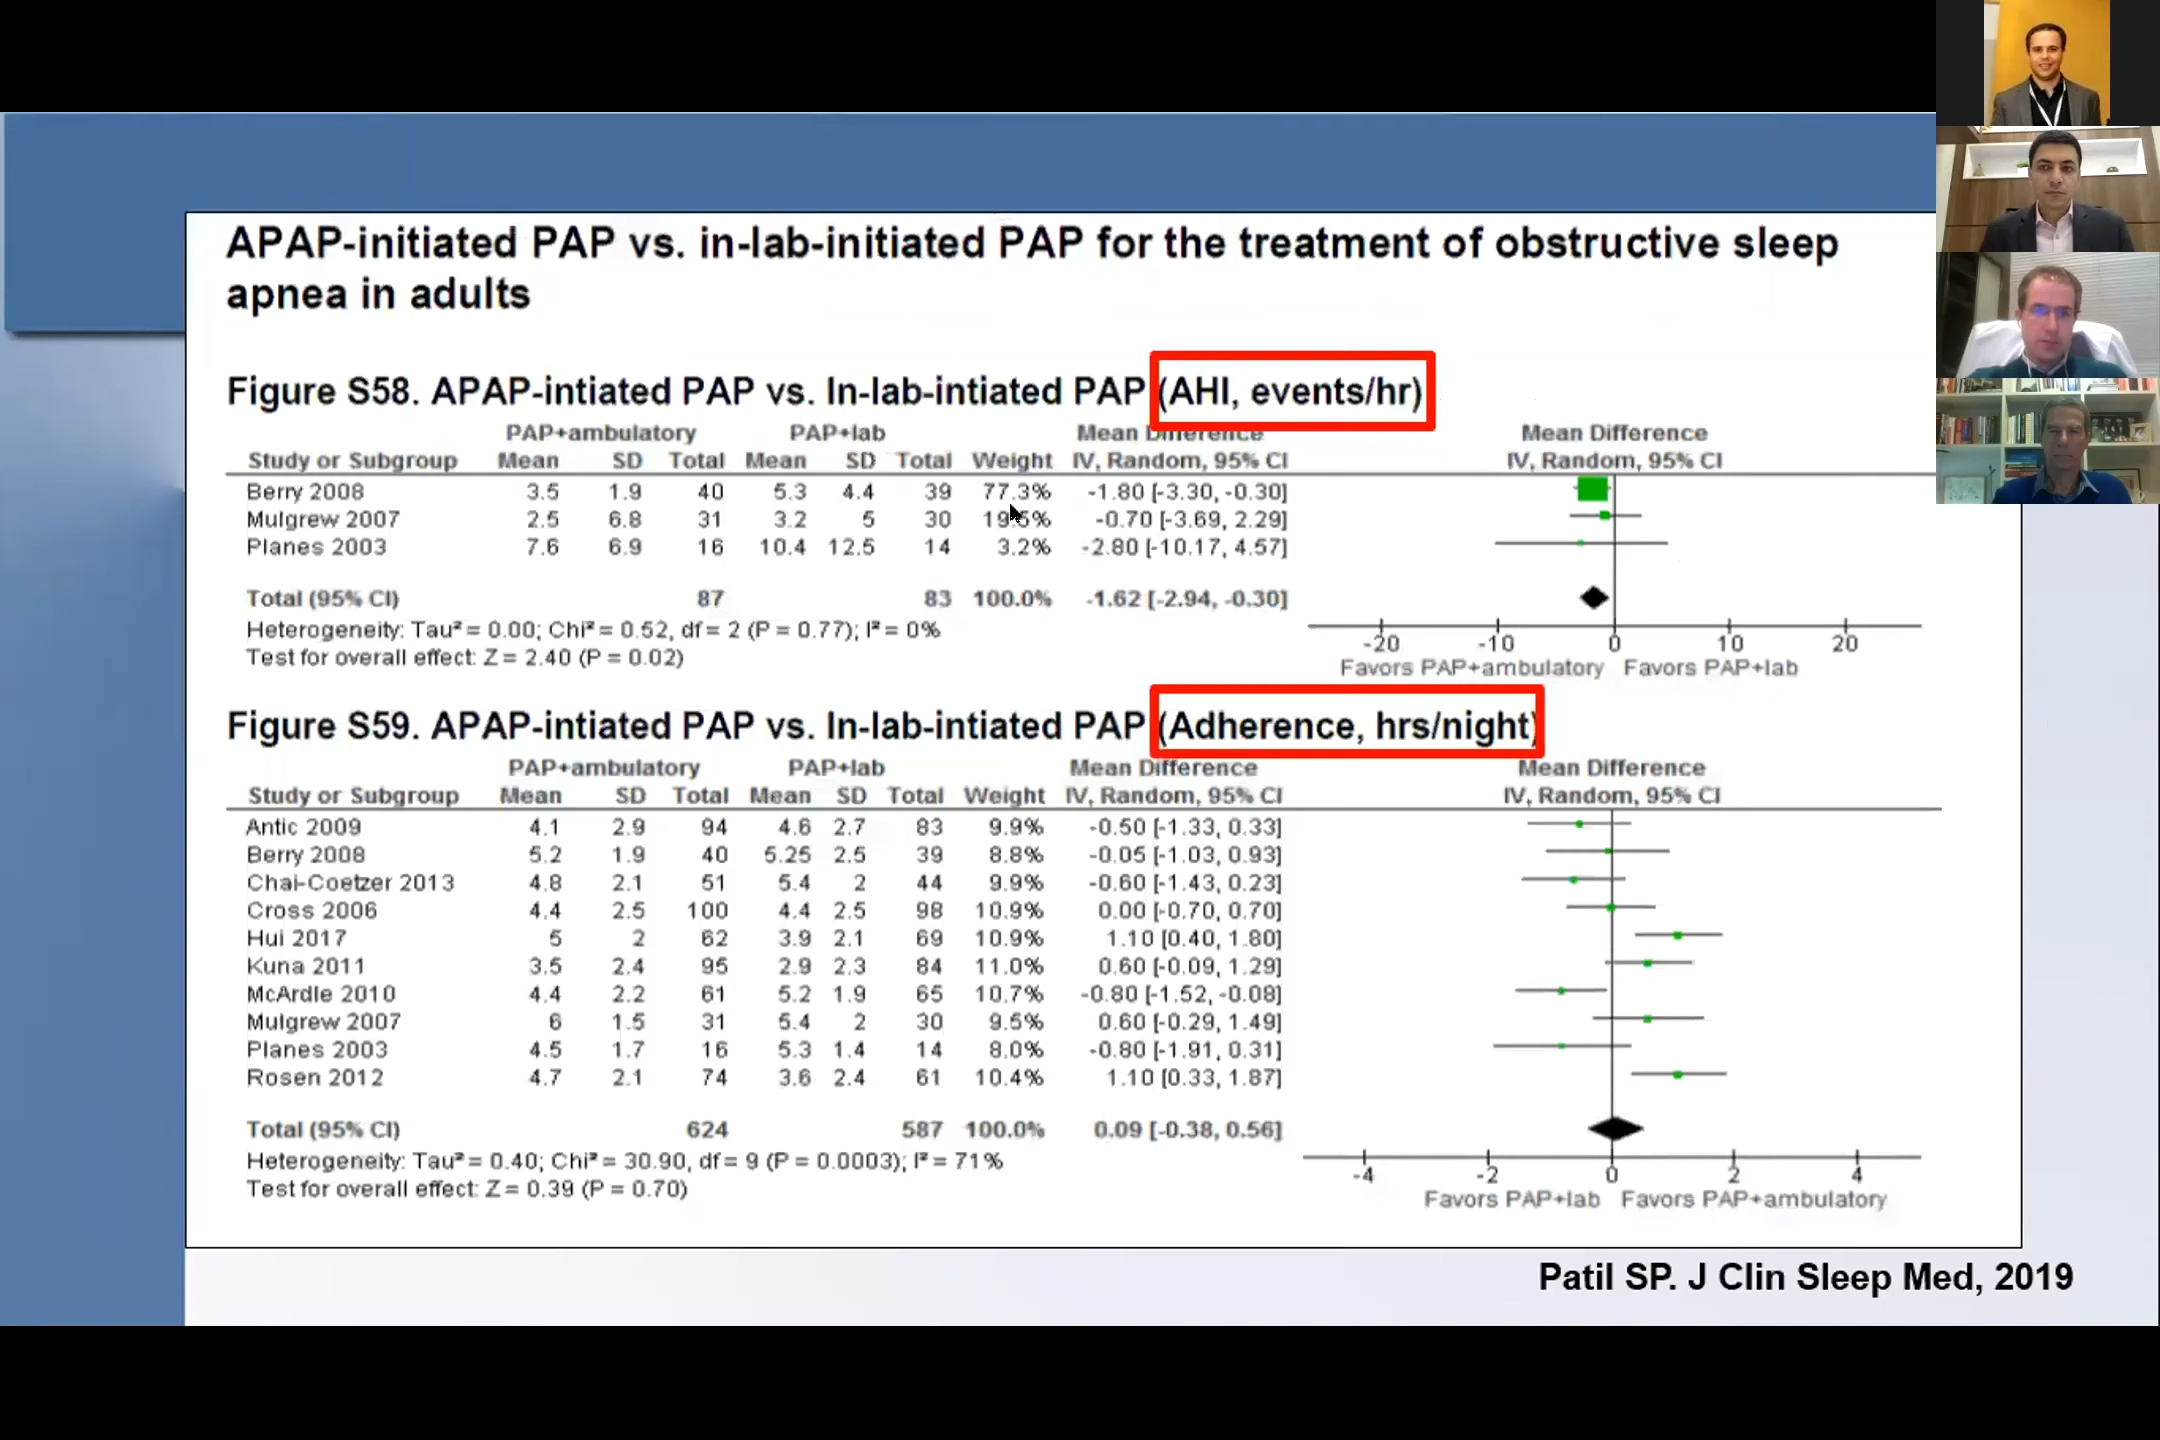 APAP-initiated PAP vs. in-lab-initiated PAP for the treatment of obstructive sleep
apnea in adults
Figure S58. APAP-intiated PAP vs. In-lab-intiated PAP (AHI, events/hr)
PAP+ambulatory PAP+lab Mean Difference Mean Difference
Study or Subgroup Mean SD Total Mean SD Total Weight IV, Random, 95% CI IV, Random, 95% CI
Berry 2008 3.5 1.9 40 5.3 4.4 39 77.3% -1.80 [-3.30, -0.30]
Mulgrew 2007 2.5 6.8 31 3.2 5 30 19.5% -0.70 [-3.69, 2.29]
Planes 2003 7.6 6.9 16 10.4 12.5 14 3.2% -2.80 [-10.17, 4.57]
Total (95% CI) 87 83 100.0% -1.62 [-2.94, -0.30]
Heterogeneity: Tau² = 0.00; Chi² = 0.52, df = 2 (P = 0.77); I² = 0%
Test for overall effect: Z = 2.40 (P = 0.02)
-20 -10 0 10 20
Favors PAP+ambulatory Favors PAP+lab
Figure S59. APAP-intiated PAP vs. In-lab-intiated PAP (Adherence, hrs/night)
PAP+ambulatory PAP+lab Mean Difference Mean Difference
Study or Subgroup Mean SD Total Mean SD Total Weight IV, Random, 95% CI IV, Random, 95% CI
Antic 2009 4.1 2.9 94 4.6 2.7 83 9.9% -0.50 [-1.33, 0.33]
Berry 2008 5.2 1.9 40 5.25 2.5 39 8.8% -0.05 [-1.03, 0.93]
Chai-Coetzer 2013 4.8 2.1 51 5.4 2 44 9.9% -0.60 [-1.43, 0.23]
Cross 2006 4.4 2.5 100 4.4 2.5 98 10.9% 0.00 [-0.70, 0.70]
Hui 2017 5 2 62 3.9 2.1 69 10.9% 1.10 [0.40, 1.80]
Kuna 2011 3.5 2.4 95 2.9 2.3 84 11.0% 0.60 [-0.09, 1.29]
McArdle 2010 4.4 2.2 61 5.2 1.9 65 10.7% -0.80 [-1.52, -0.08]
Mulgrew 2007 6 1.5 31 5.4 2 30 9.5% 0.60 [-0.29, 1.49]
Planes 2003 4.5 1.7 16 5.3 1.4 14 8.0% -0.80 [-1.91, 0.31]
Rosen 2012 4.7 2.1 74 3.6 2.4 61 10.4% 1.10 [0.33, 1.87]
Total (95% CI) 624 587 100.0% 0.09 [-0.38, 0.56]
Heterogeneity: Tau² = 0.40; Chi² = 30.90, df = 9 (P = 0.0003); I² = 71%
Test for overall effect: Z = 0.39 (P = 0.70)
-4 -2 0 2 4
Favors PAP+lab Favors PAP+ambulatory
Patil SP. J Clin Sleep Med, 2019